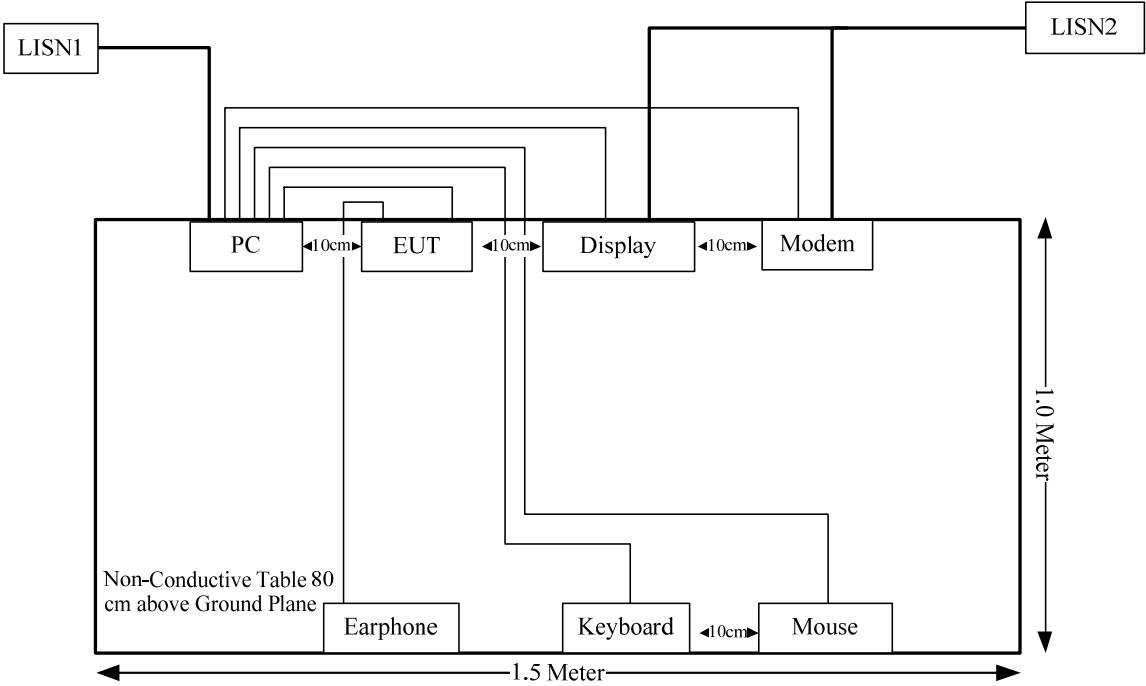 LISN1
LISN2
PC
10cm
EUT
10cm
Display
10cm
Modem
1.0 Meter
Non-Conductive Table 80
cm above Ground Plane
Earphone
Keyboard
10cm
Mouse
1.5 Meter